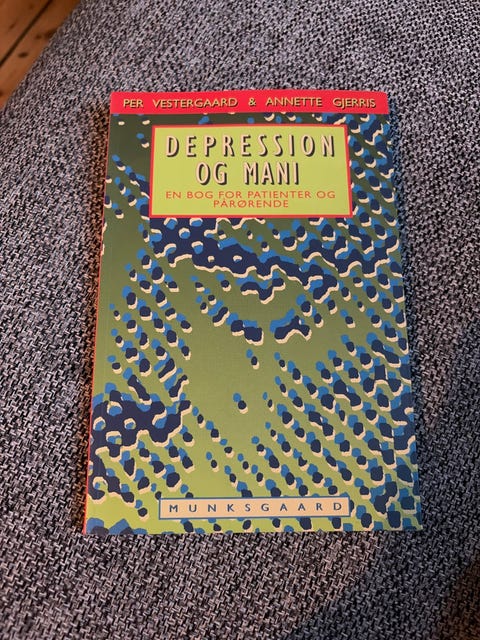 PER VESTERGAARD & ANNETTE GJERRIS
DEPRESSION
OG MANI
EN BOG FOR PATIENTER OG
PÅRØRENDE
MUNKSGAARD